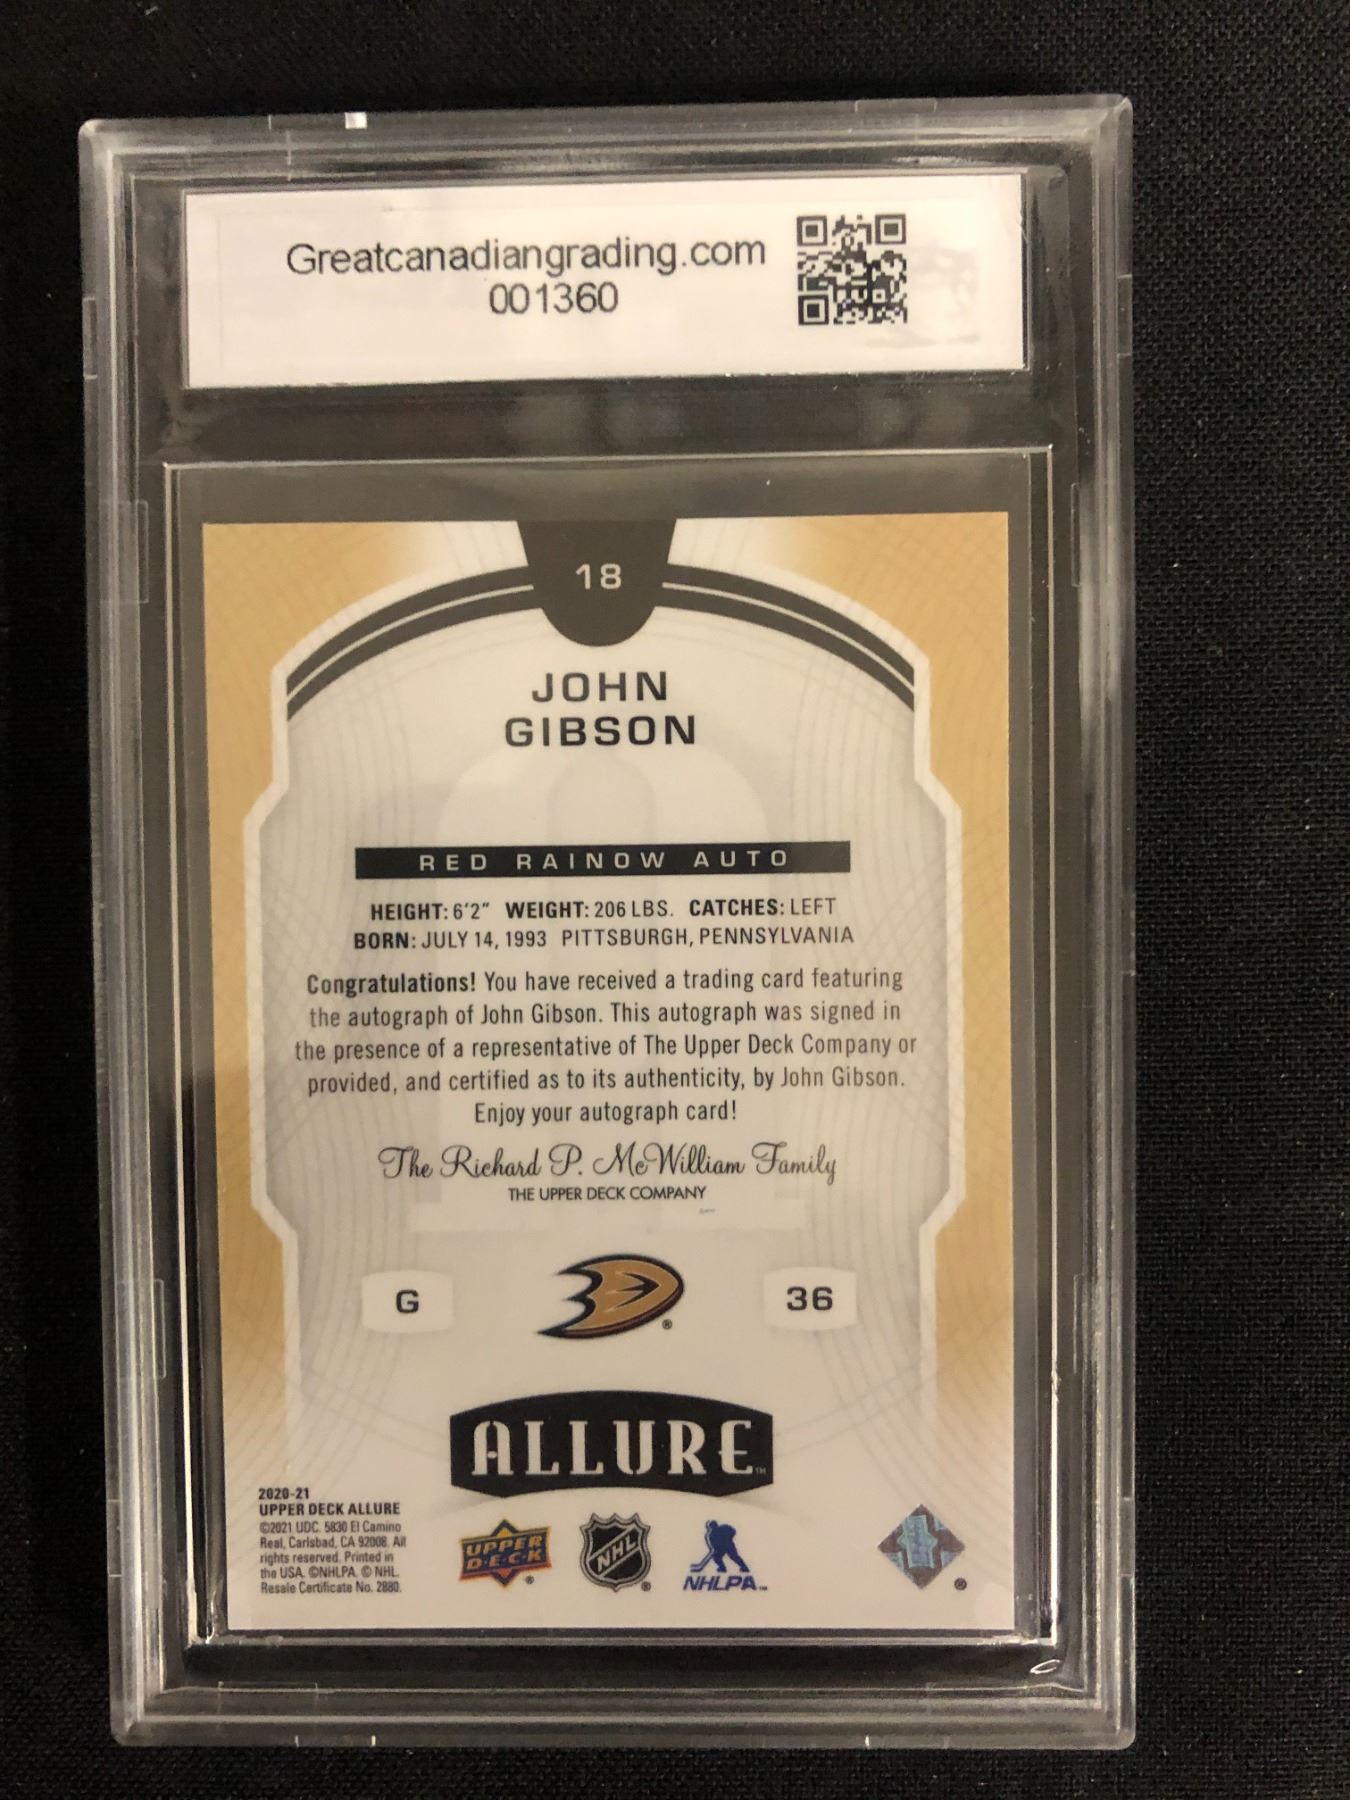 Greatcanadiangrading.com
001360
18
JOHN
GIBSON
RED RAINOW AUTO
HEIGHT: 6'2" WEIGHT: 206 LBS. CATCHES: LEFT
BORN: JULY 14, 1993 PITTSBURGH, PENNSYLVANIA
Congratulations! You have received a trading card featuring
the autograph of John Gibson. This autograph was signed in
the presence of a representative of The Upper Deck Company or
provided, and certified as to its authenticity, by John Gibson.
Enjoy your autograph card!
The Richard P. McWilliam Family
THE UPPER DECK COMPANY
G
®
36
ALLURE™
2020-21
UPPER DECK ALLURE
©2021 UDC. 5830 El Camino
Real, Carlsbad, CA 92008. All
rights reserved. Printed in
the USA. ©NHLPA. © NHL.
Resale Certificate No. 2880.
UPPER
DECK®
NHL®
NHLPA™
®